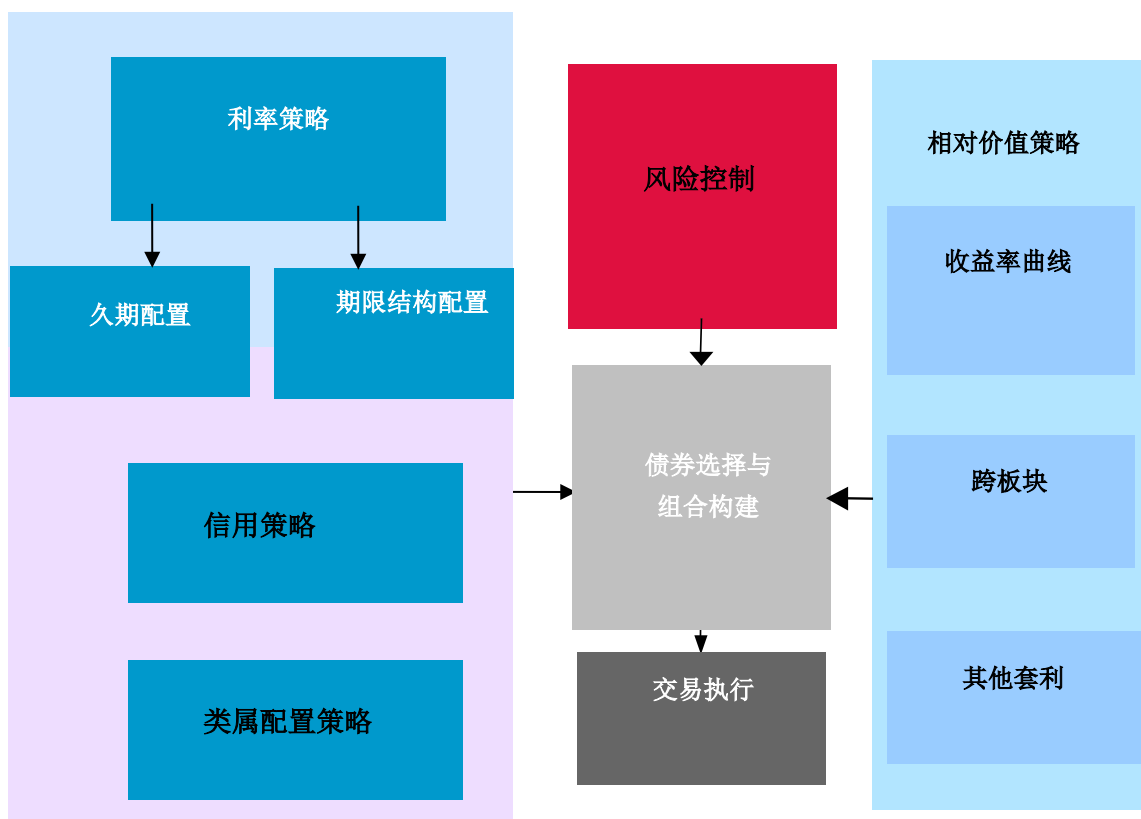 利率策略
久期配置
期限结构配置
信用策略
类属配置策略
风险控制
债券选择与
组合构建
交易执行
相对价值策略
收益率曲线
跨板块
其他套利